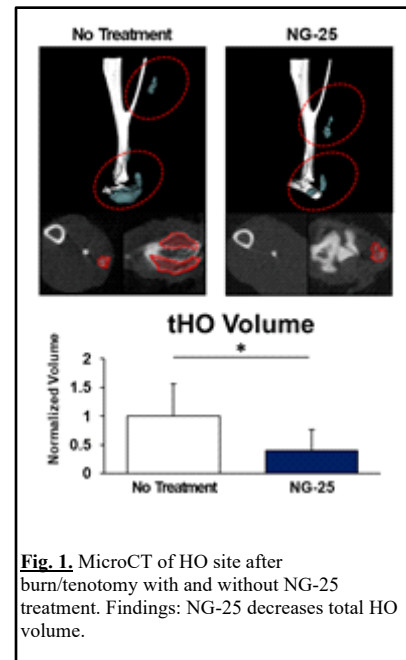 No Treatment NG-25
tHO Volume
*
Normalized Volume
2
1.5
1
0.5
0
No Treatment NG-25
Fig. 1. MicroCT of HO site after
burn/tenotomy with and without NG-25
treatment. Findings: NG-25 decreases total HO
volume.